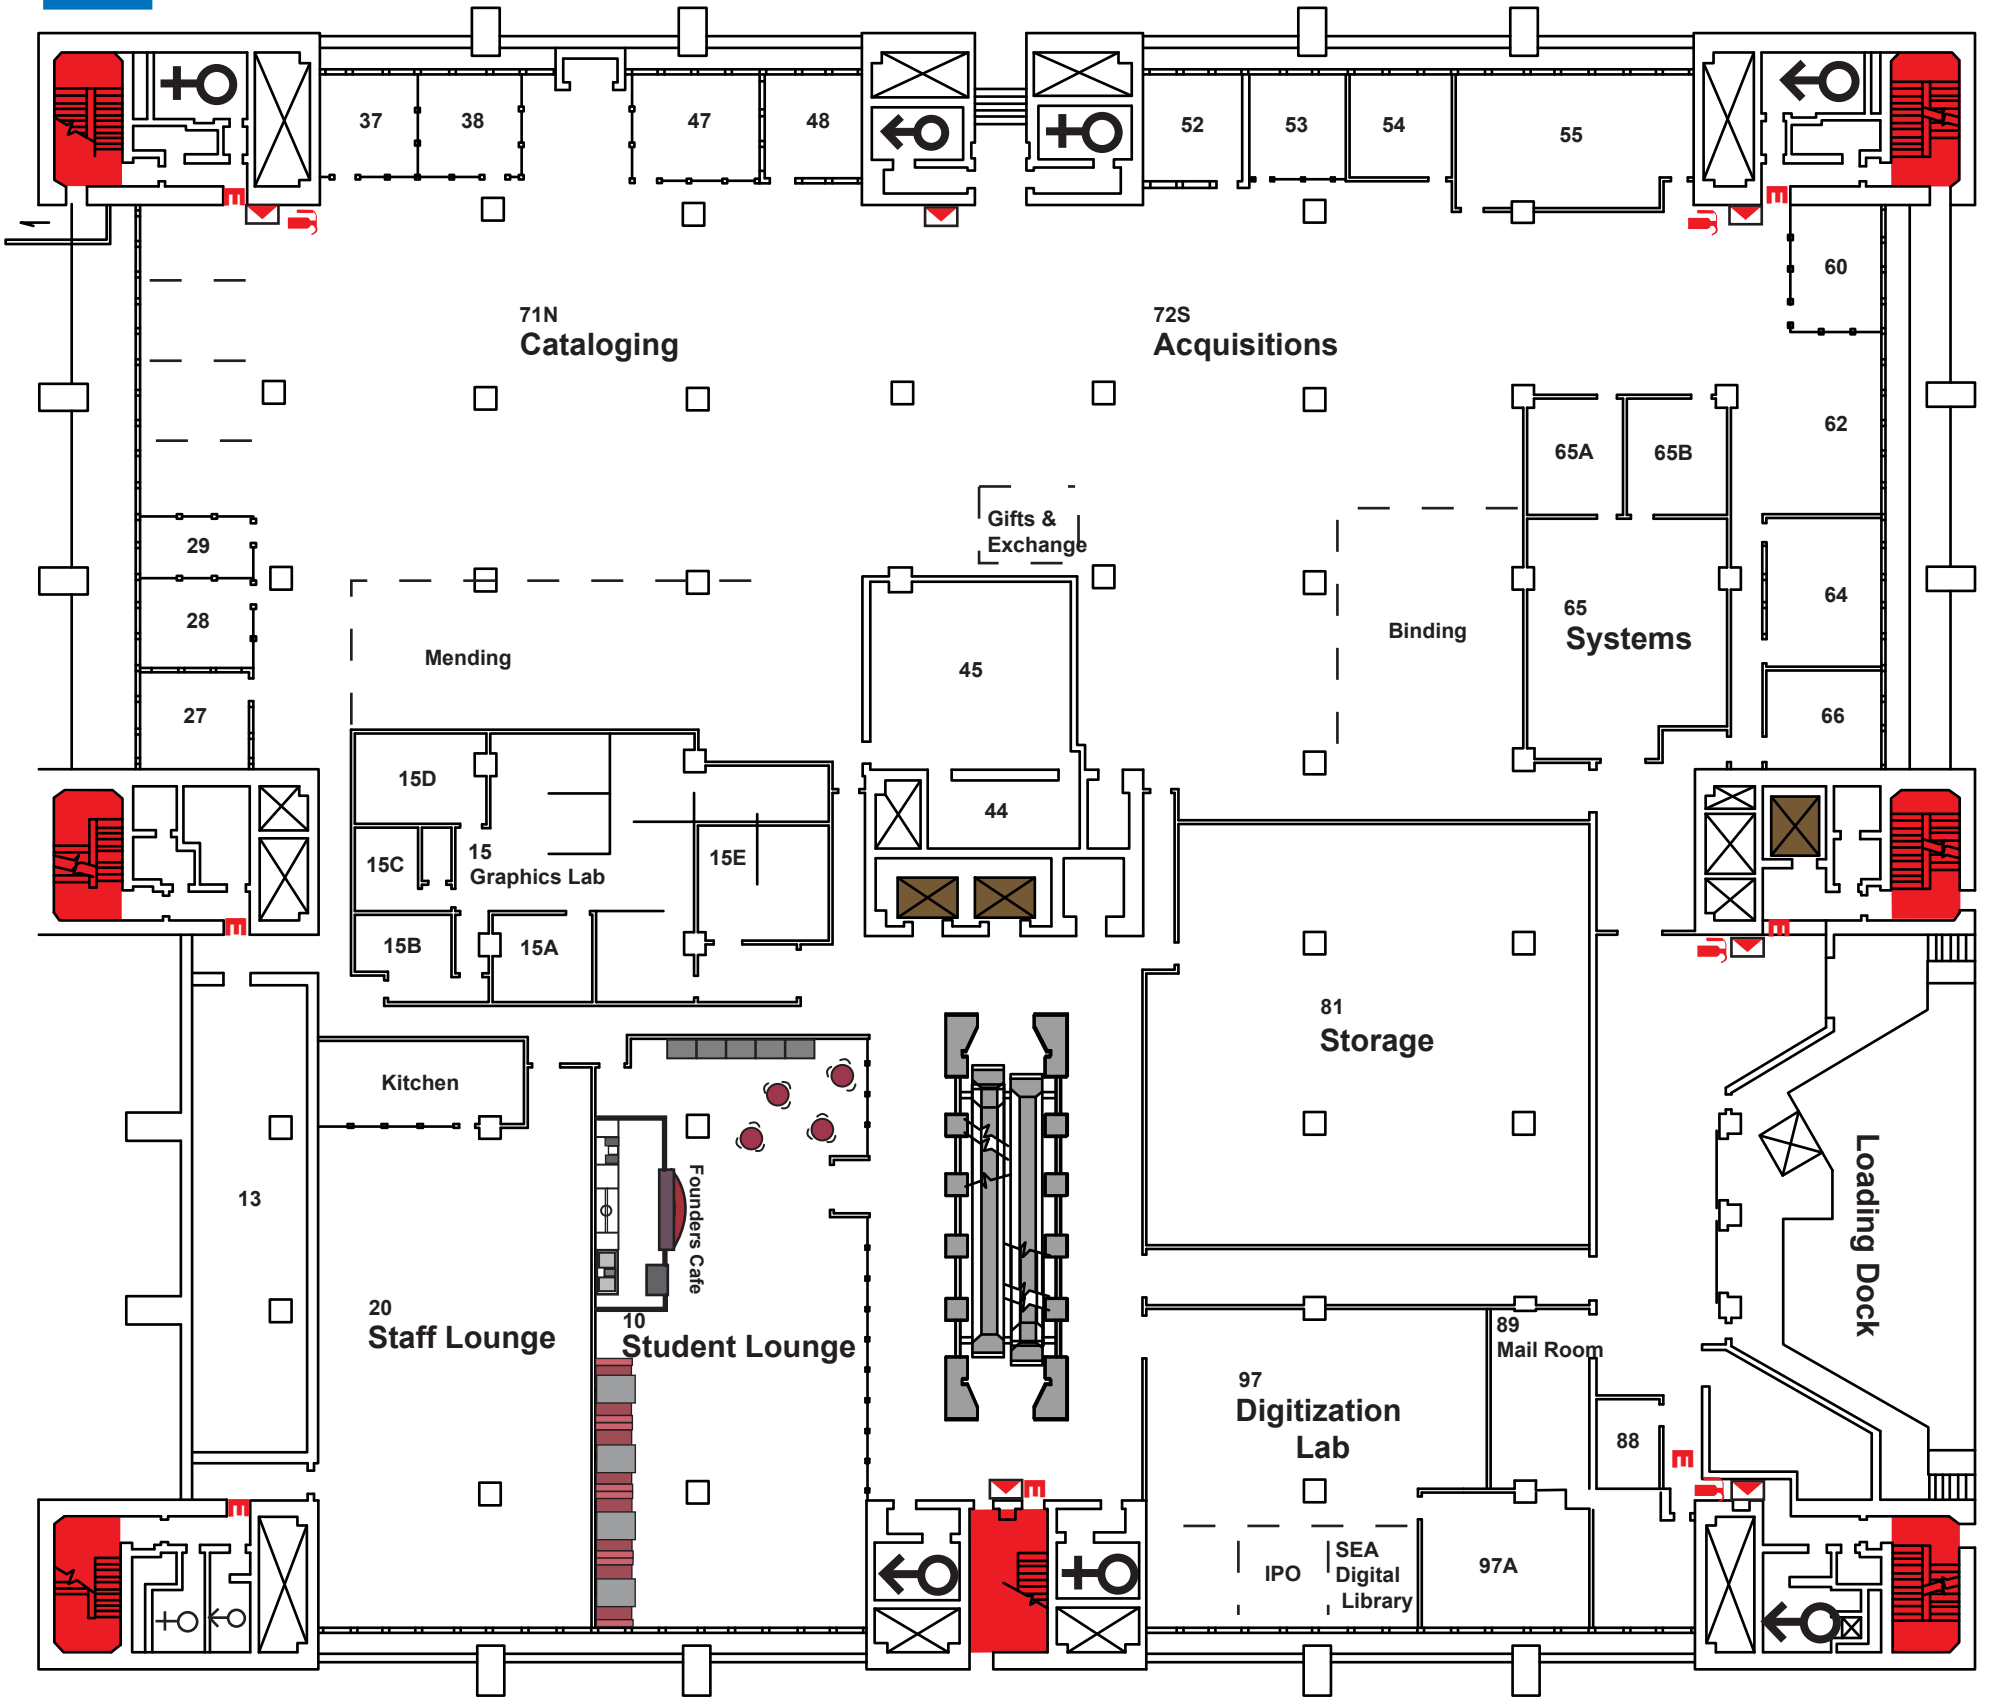 37
38
47
48
52
53
54
55
E
E
60
71N
Cataloging
72S
Acquisitions
62
65A
65B
Gifts &
Exchange
29
28
27
Mending
45
Binding
65
Systems
64
66
15D
15C
15
Graphics Lab
15E
15B
15A
44
E
E
81
Storage
Kitchen
13
Founders Cafe
Loading Dock
20
Staff Lounge
10
Student Lounge
89
Mail Room
97
Digitization
Lab
88
E
E
E
IPO
SEA
Digital
Library
97A